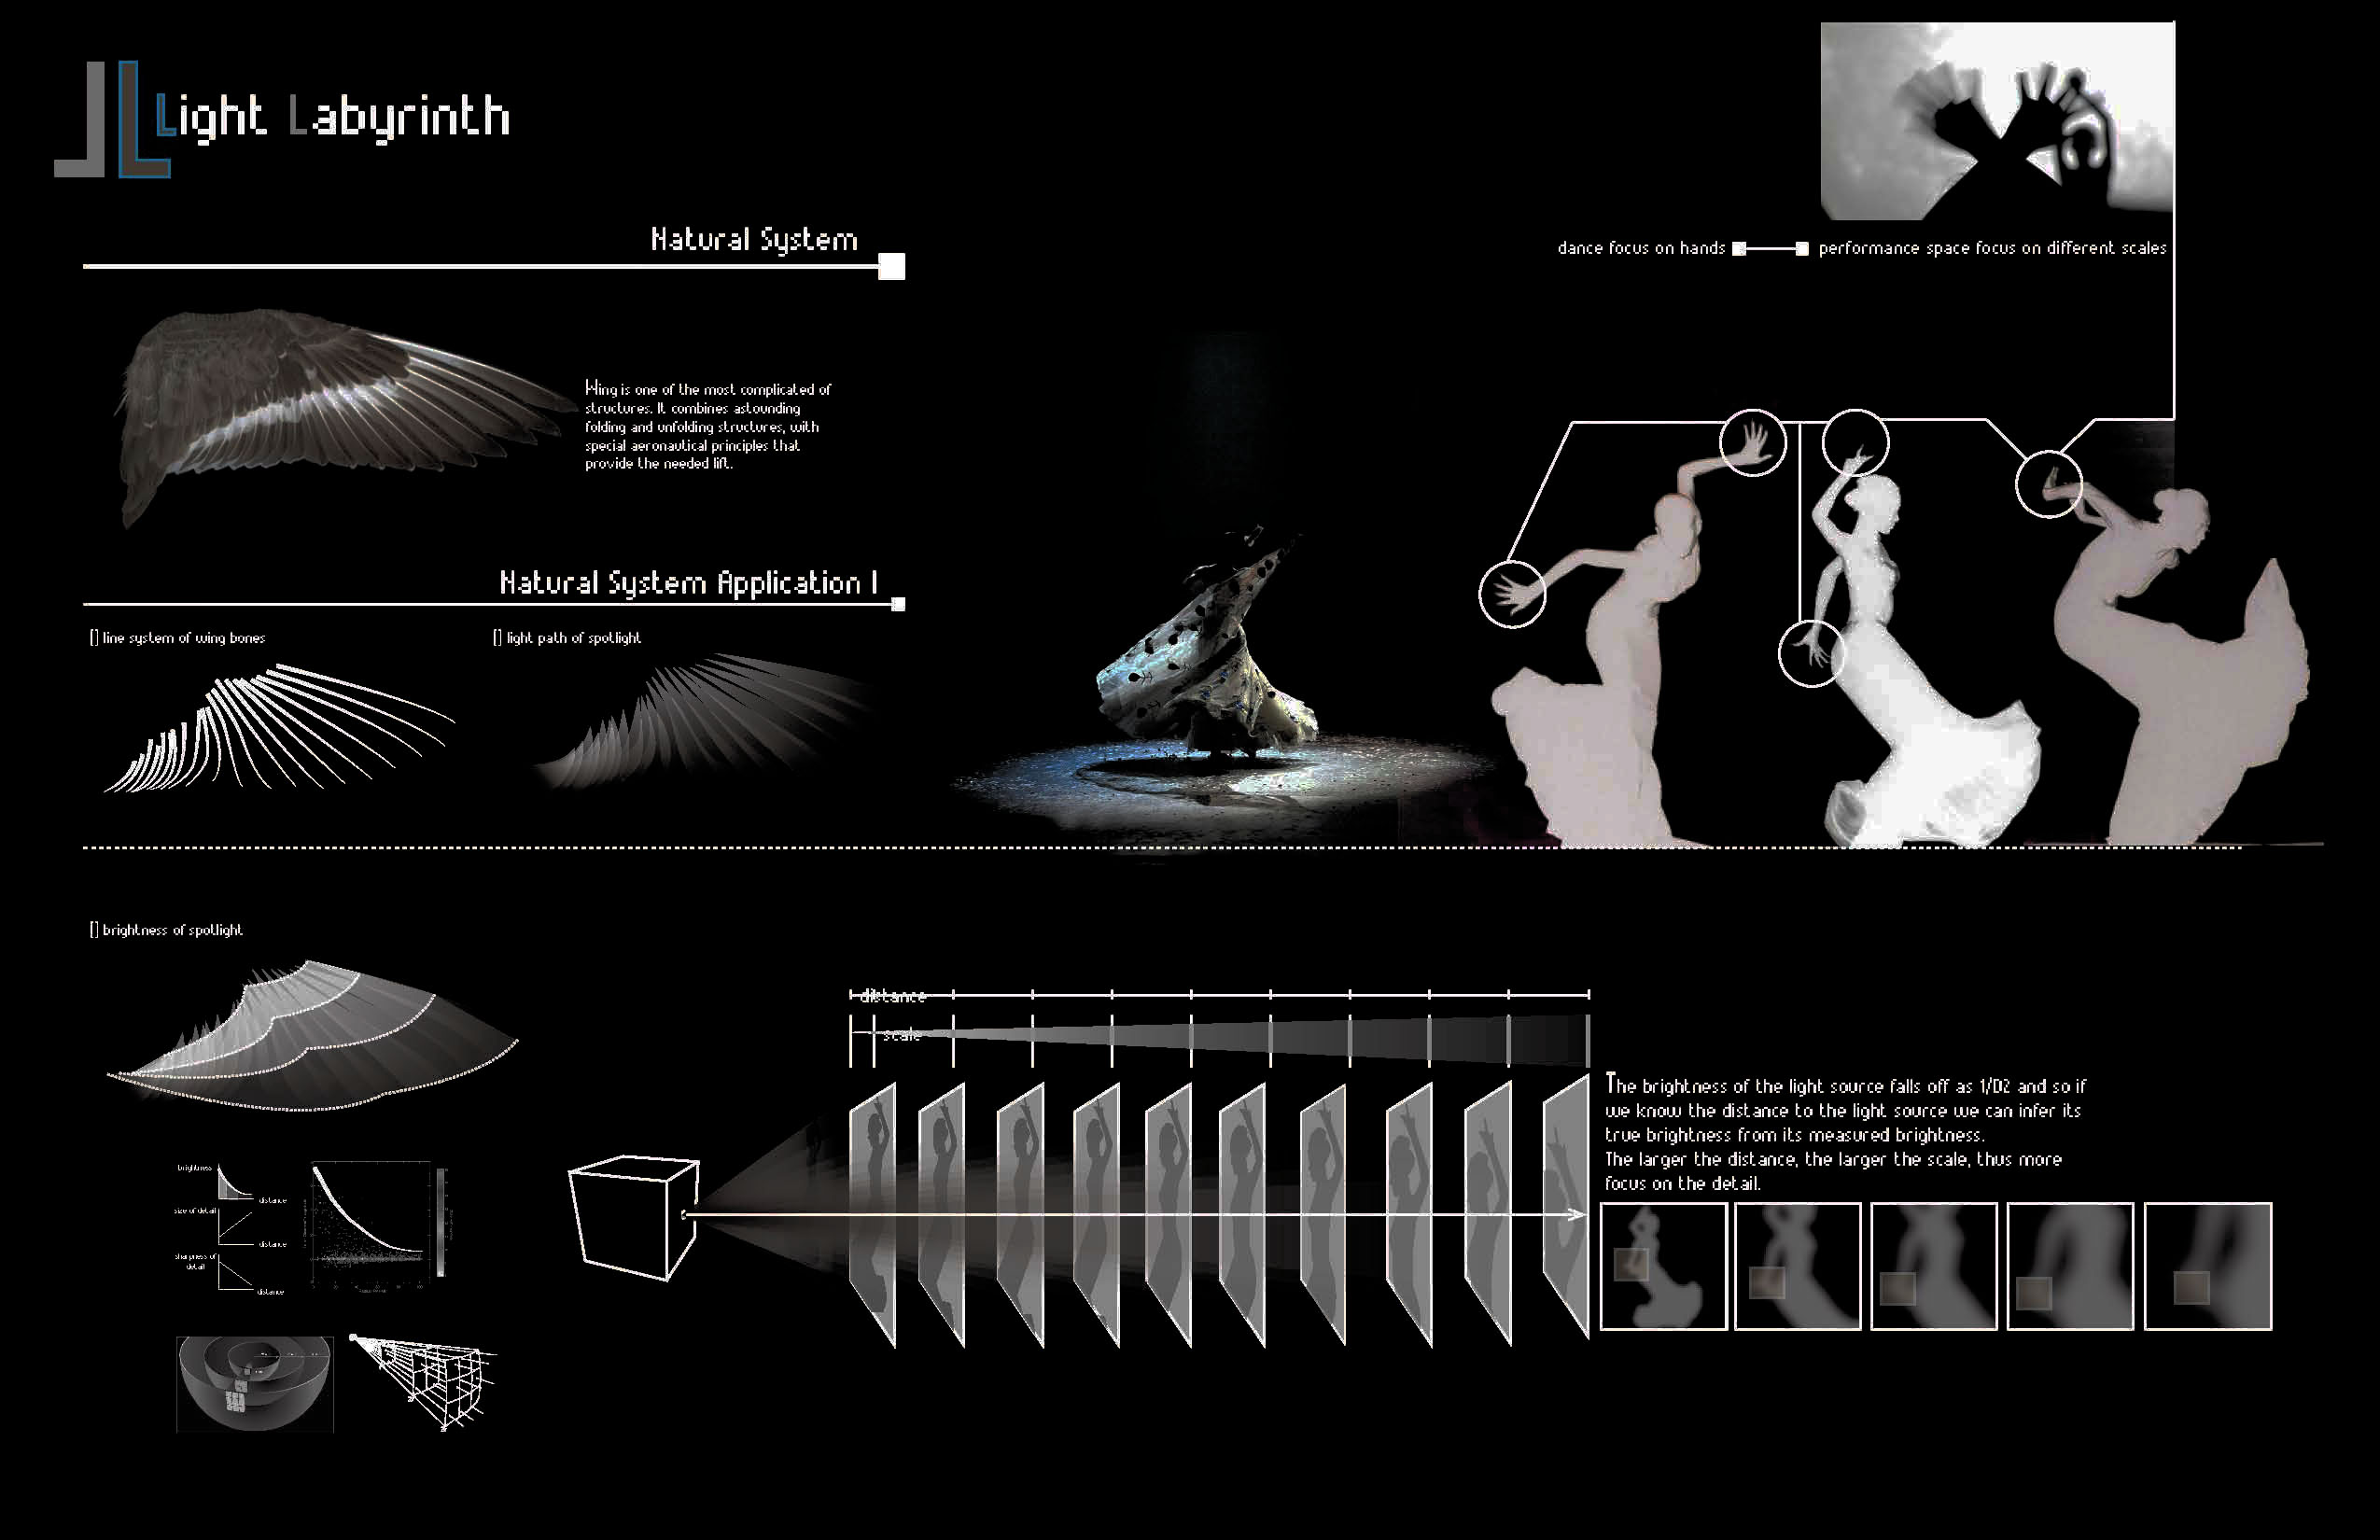 Light Labyrinth
Natural System
dance focus on hands
performance space focus on different scales
Wing is one of the most complicated of
structures. It combines astounding
folding and unfolding structures, with
special aeronautical principles that
provide the needed lift.
Natural System Application I
[] line system of wing bones
[] light path of spotlight
[] brightness of spotlight
distance
scale
The brightness of the light source falls off as 1/D2 and so if
we know the distance to the light source we can infer its
true brightness from its measured brightness.
The larger the distance, the larger the scale, thus more
focus on the detail.
brightness
distance
size of detail
distance
sharpness of
detail
distance